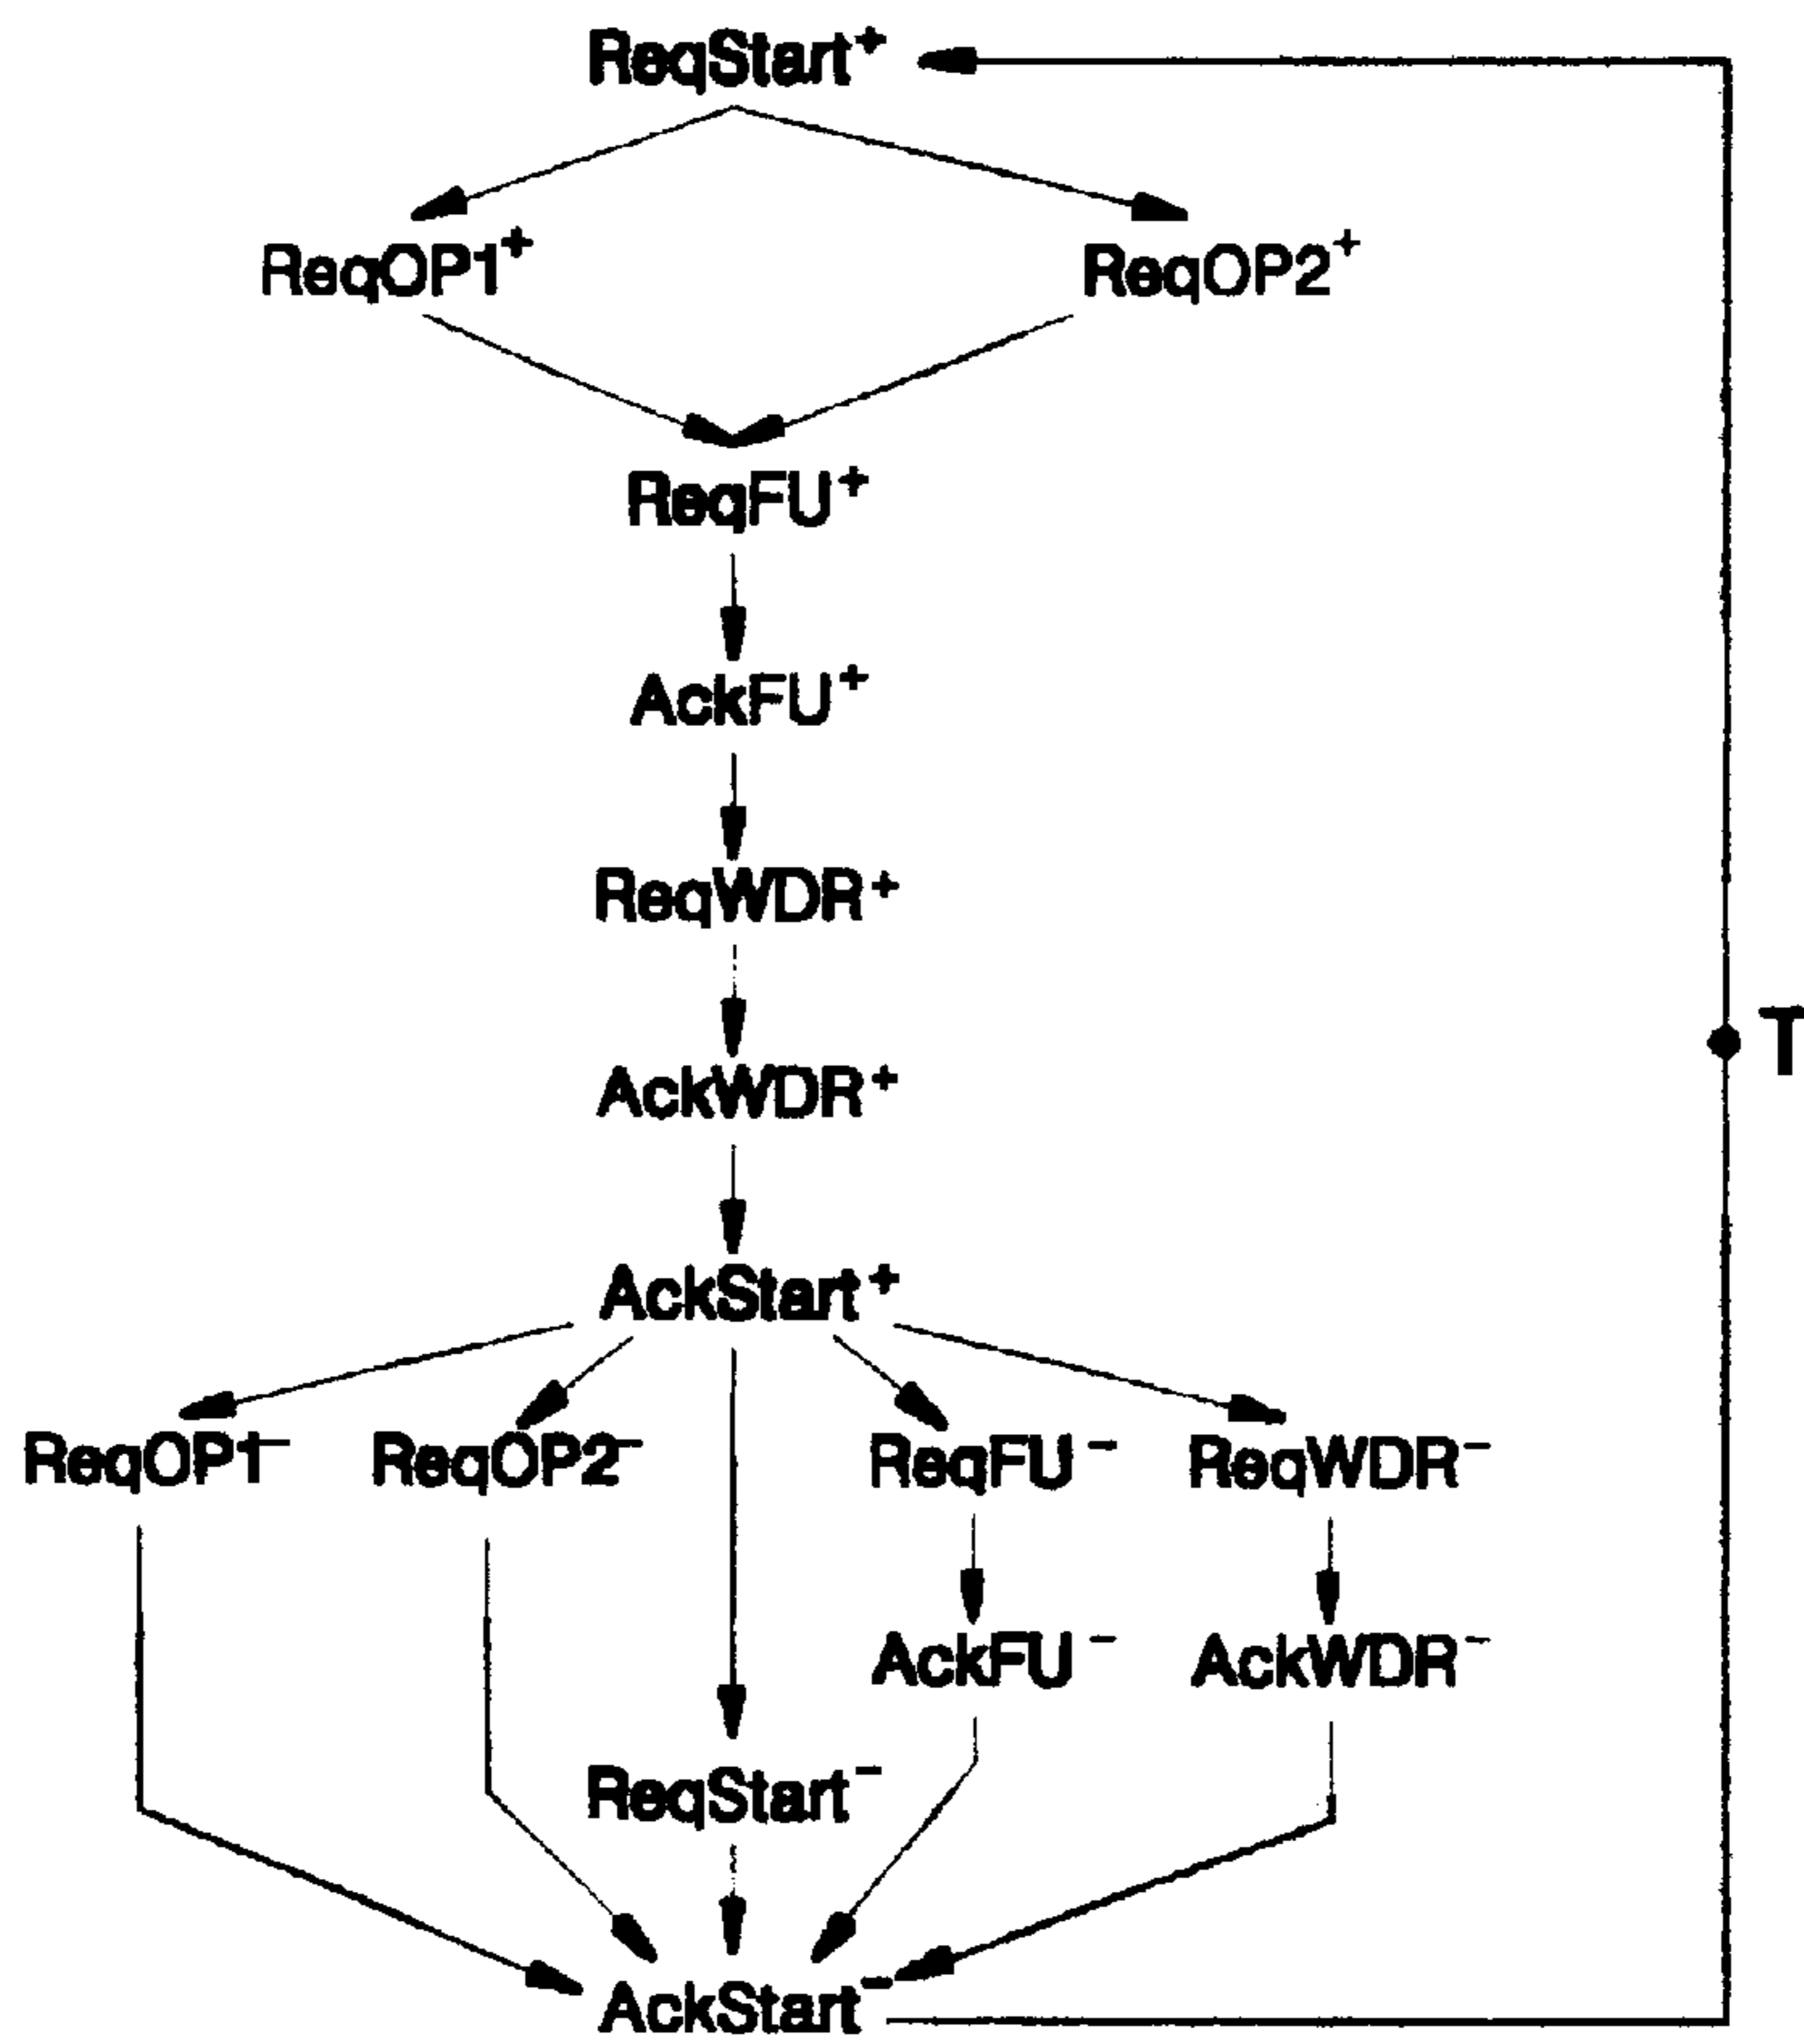 ReqStart+
ReqOP1+ ReqOP2+
ReqFU+
AckFU+
ReqWDR+
AckWDR+
T
AckStart+
ReqOP1- ReqOP2- ReqFU- ReqWDR-
AckFU- AckWDR-
ReqStart-
AckStart-